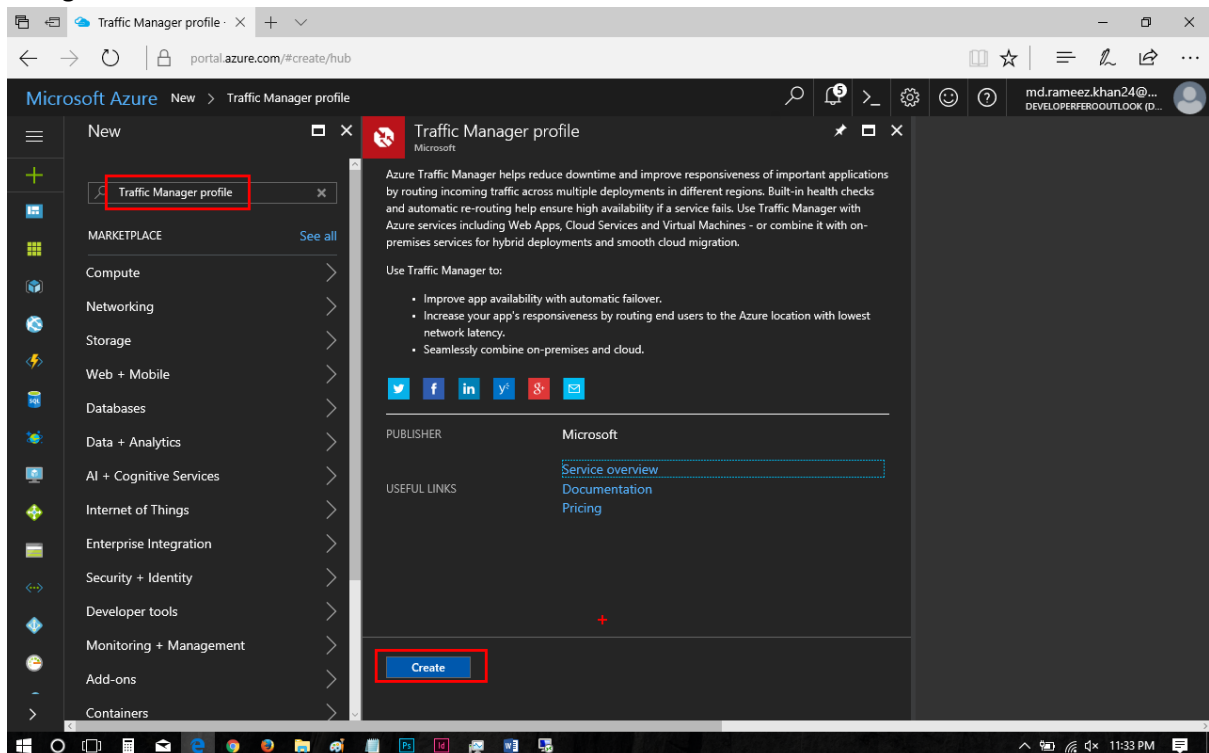 Traffic Manager profile ·
portal.azure.com/#create/hub
Microsoft Azure New > Traffic Manager profile
5
md.rameez.khan24@...
DEVELOPERFEROOUTLOOK (D...
New
Traffic Manager profile
MARKETPLACE See all
Compute
Networking
Storage
Web + Mobile
Databases
Data + Analytics
AI + Cognitive Services
Internet of Things
Enterprise Integration
Security + Identity
Developer tools
Monitoring + Management
Add-ons
Containers
Traffic Manager profile
Microsoft
Azure Traffic Manager helps reduce downtime and improve responsiveness of important applications
by routing incoming traffic across multiple deployments in different regions. Built-in health checks
and automatic re-routing help ensure high availability if a service fails. Use Traffic Manager with
Azure services including Web Apps, Cloud Services and Virtual Machines - or combine it with on-
premises services for hybrid deployments and smooth cloud migration.
Use Traffic Manager to:
• Improve app availability with automatic failover.
• Increase your app's responsiveness by routing end users to the Azure location with lowest
network latency.
• Seamlessly combine on-premises and cloud.
PUBLISHER Microsoft
Service overview
USEFUL LINKS Documentation
Pricing
Create
11:33 PM